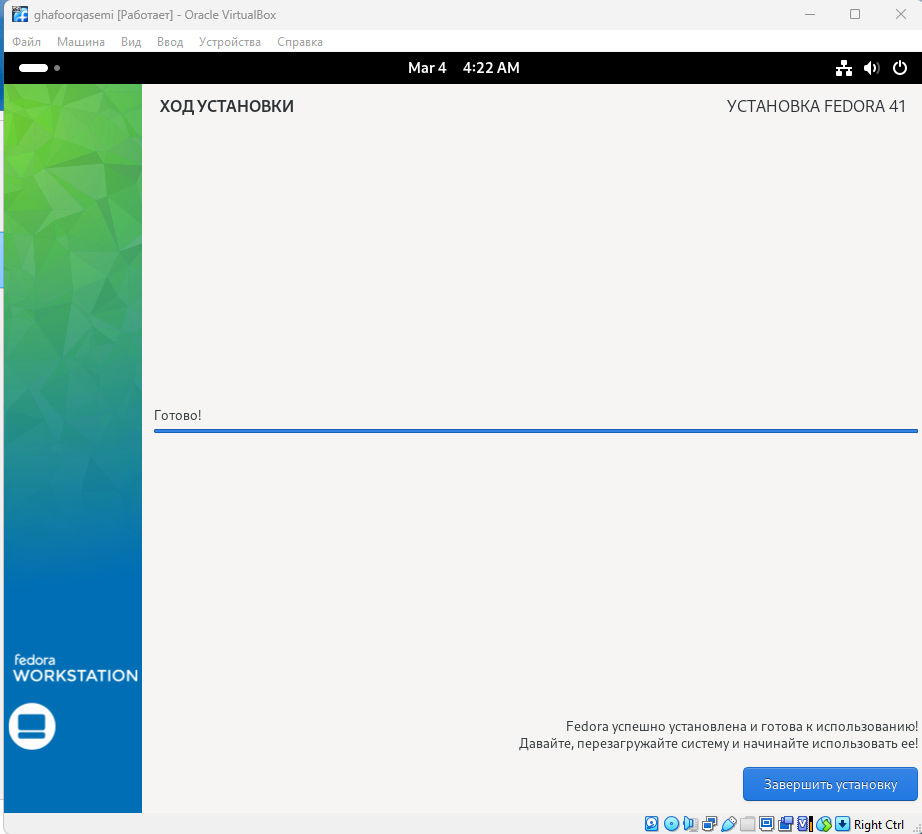 ghafoorqasemi [Работает] - Oracle VirtualBox
Файл Машина Вид Ввод Устройства Справка
Mar 4 4:22 AM
ХОД УСТАНОВКИ
УСТАНОВКА FEDORA 41
Готово!
fedora
WORKSTATION
Fedora успешно установлена и готова к использованию!
Давайте, перезагружайте систему и начинайте использовать ее!
Завершить установку
Right Ctrl